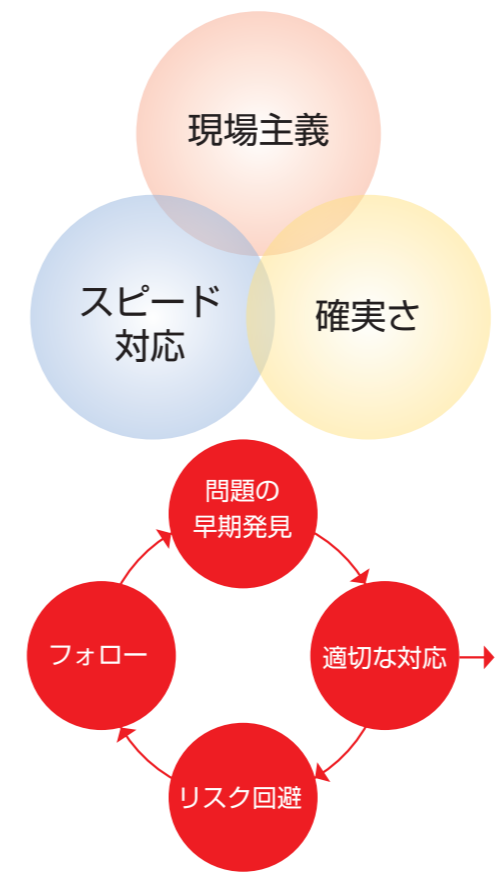 現場主義
スピード
対応
確実さ
問題の
早期発見
フォロー
適切な対応
リスク回避